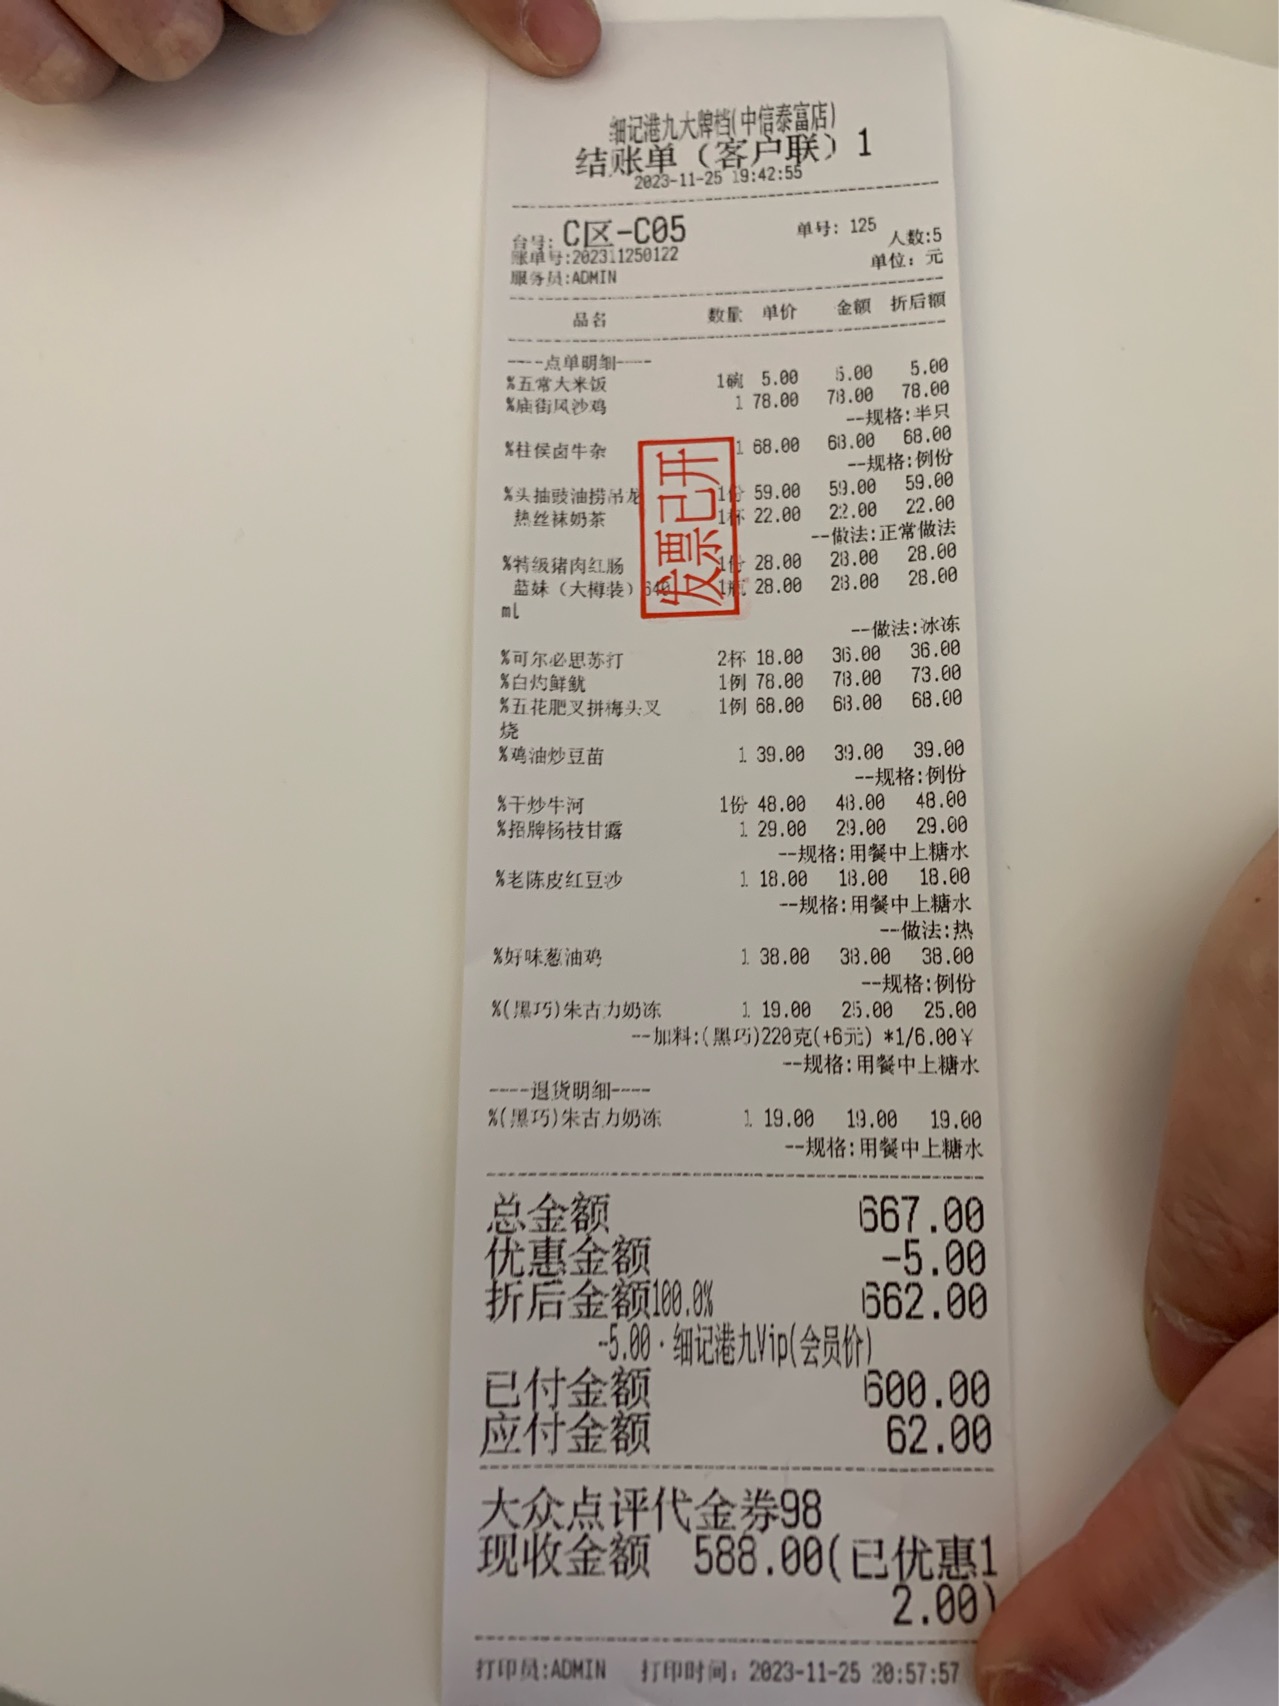 细记港九大牌档(中信泰富店)
结账单（客户联）1
2023-11-25 19:42:55
台号: C区-C05 单号: 125 人数:5
账单号:202311250122 单位: 元
服务员:ADMIN
品名 数量 单价 金额 折后额
----点单明细----
%五常大米饭 1碗 5.00 5.00 5.00
%庙街风沙鸡 1 78.00 78.00 78.00
--规格:半只
%柱侯卤牛杂 1 68.00 68.00 68.00
--规格:例份
%头抽豉油捞吊龙 1份 59.00 59.00 59.00
热丝袜奶茶 1杯 22.00 22.00 22.00
--做法:正常做法
%特级猪肉红肠 1份 28.00 28.00 28.00
蓝妹（大樽装）640 1瓶 28.00 28.00 28.00
mL
--做法:冰冻
%可尔必思苏打 2杯 18.00 36.00 36.00
%白灼鲜鱿 1例 78.00 78.00 73.00
%五花肥叉拼梅头叉 1例 68.00 68.00 68.00
烧
%鸡油炒豆苗 1 39.00 39.00 39.00
--规格:例份
%干炒牛河 1份 48.00 48.00 48.00
%招牌杨枝甘露 1 29.00 29.00 29.00
--规格:用餐中上糖水
%老陈皮红豆沙 1 18.00 18.00 18.00
--规格:用餐中上糖水
--做法:热
%好味葱油鸡 1 38.00 38.00 38.00
--规格:例份
%(黑巧)朱古力奶冻 1 19.00 25.00 25.00
--加料:(黑巧)220克(+6元) *1/6.00￥
--规格:用餐中上糖水
----退货明细----
%(黑巧)朱古力奶冻 1 19.00 19.00 19.00
--规格:用餐中上糖水
总金额 667.00
优惠金额 -5.00
折后金额100.0% 662.00
-5.00·细记港九Vip(会员价)
已付金额 600.00
应付金额 62.00
大众点评代金券98
现收金额 588.00(已优惠1
2.00)
打印员:ADMIN 打印时间: 2023-11-25 20:57:57
发票已开